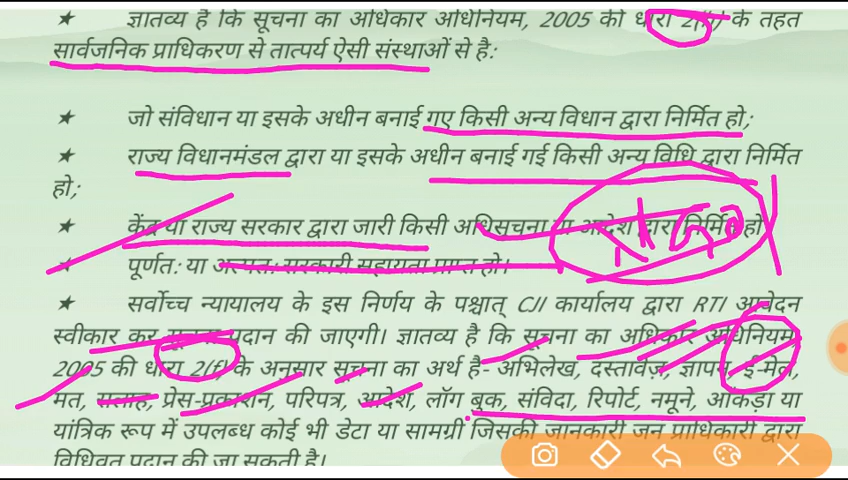 ★ ज्ञातव्य है कि सूचना का अधिकार अधिनियम, 2005 की धारा के तहत
सार्वजनिक प्राधिकरण से तात्पर्य ऐसी संस्थाओं से है:
★ जो संविधान या इसके अधीन बनाई गए किसी अन्य विधान द्वारा निर्मित हो;
★ राज्य विधानमंडल द्वारा या इसके अधीन बनाई गई किसी अन्य विधि द्वारा निर्मित
हो;
★ केंद्र या राज्य सरकार द्वारा जारी किसी अधिसूचना या आदेश द्वारा निर्मित हो
★ पूर्णत: या अल्पत: सरकारी सहायता प्राप्त हो।
★ सर्वोच्च न्यायालय के इस निर्णय के पश्चात् CJI कार्यालय द्वारा RTI आवेदन
स्वीकार कर सूचना प्रदान की जाएगी। ज्ञातव्य है कि सूचना का अधिकार अधिनियम,
2005 की धारा 2(f) के अनुसार सूचना का अर्थ है- अभिलेख, दस्तावेज़, ज्ञापन, ई-मेल,
मत, सलाह, प्रेस-प्रकाशन, परिपत्र, आदेश, लॉग बुक, संविदा, रिपोर्ट, नमूने, आँकड़ा या
यांत्रिक रूप में उपलब्ध कोई भी डेटा या सामग्री जिसकी जानकारी जन प्राधिकारी द्वारा
विधिवत प्रदान की जा सकती है।